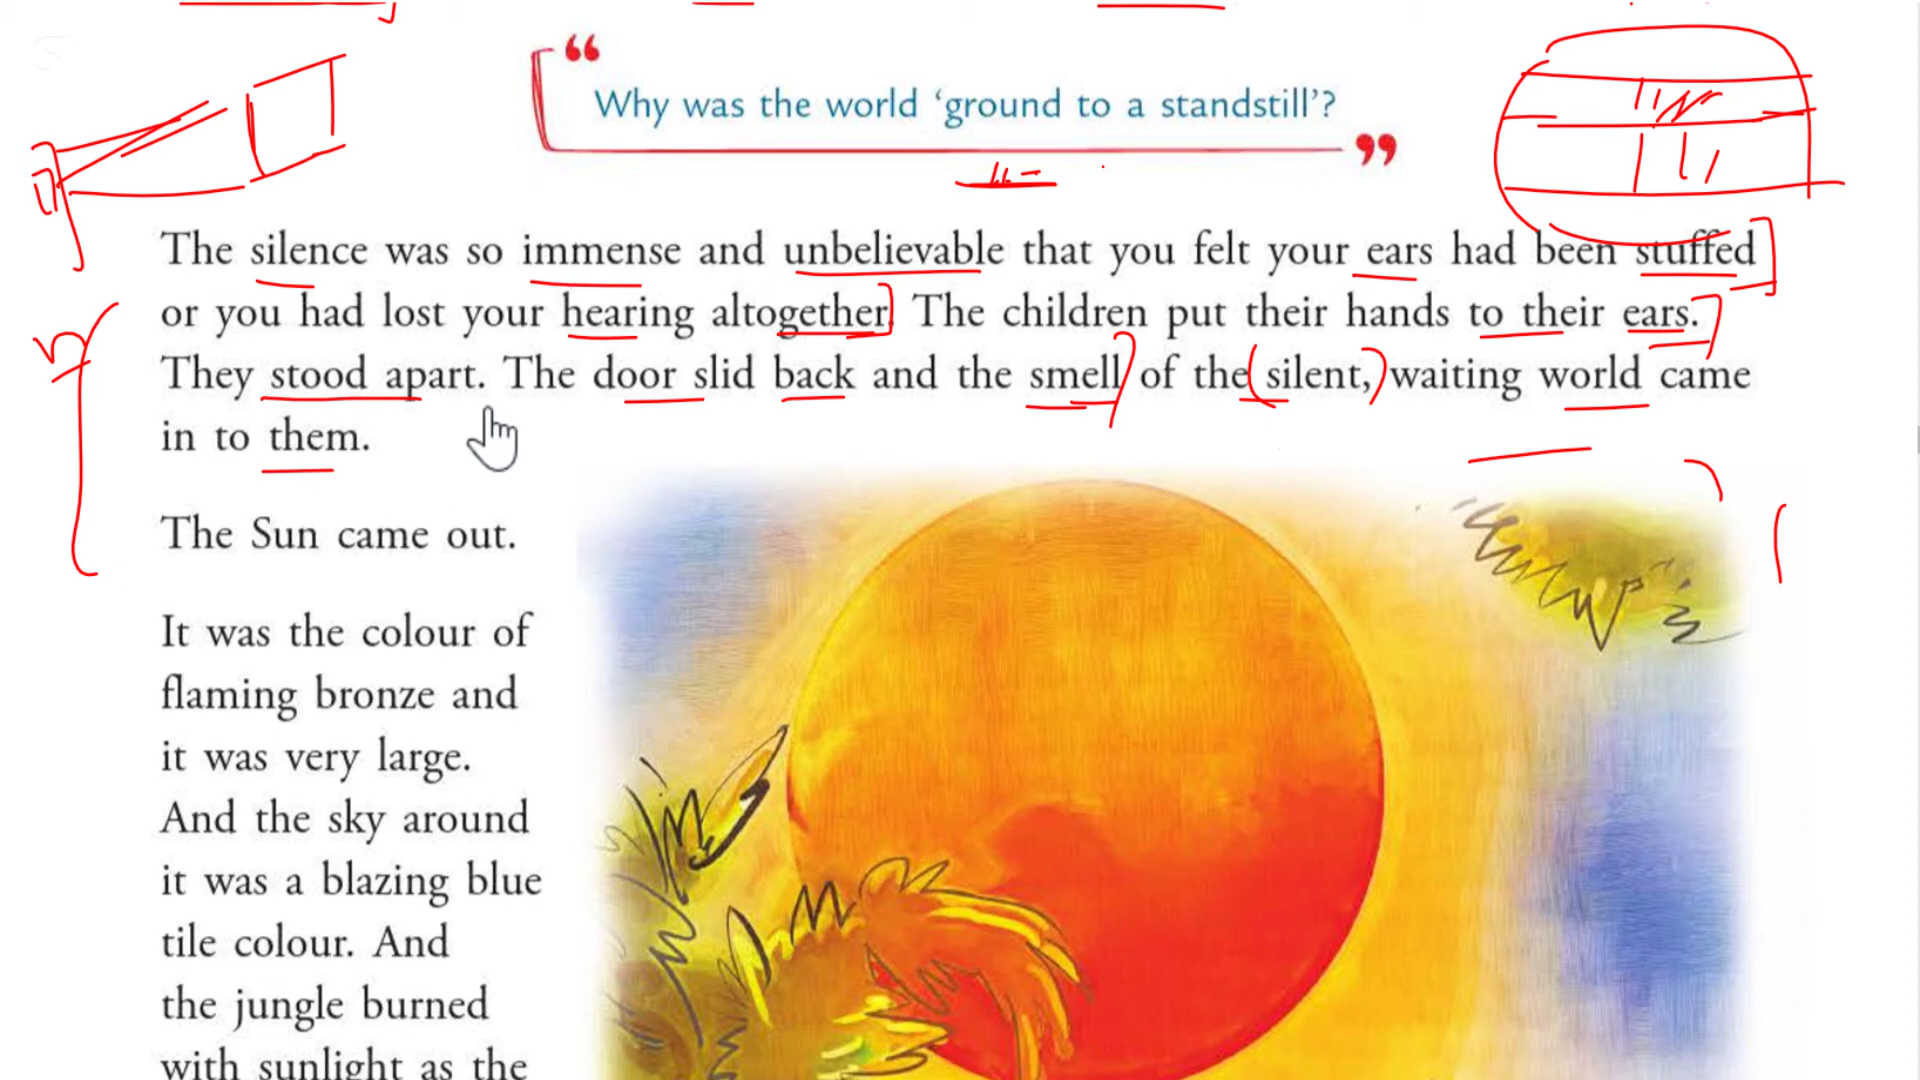 “
Why was the world ‘ground to a standstill’?
”
The silence was so immense and unbelievable that you felt your ears had been stuffed
or you had lost your hearing altogether. The children put their hands to their ears.
They stood apart. The door slid back and the smell of the silent, waiting world came
in to them.
The Sun came out.
It was the colour of
flaming bronze and
it was very large.
And the sky around
it was a blazing blue
tile colour. And
the jungle burned
with sunlight as the